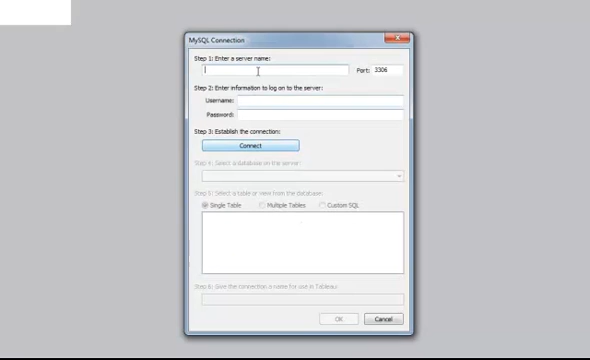 MySQL Connection
Step 1: Enter a server name:
Port: 3306
Step 2: Enter information to log on to the server:
Username:
Password:
Step 3: Establish the connection:
Connect
Step 4: Select a database on the server:
Step 5: Select a table or view from the database:
Single Table Multiple Tables Custom SQL
Step 6: Give the connection a name for use in Tableau:
OK Cancel